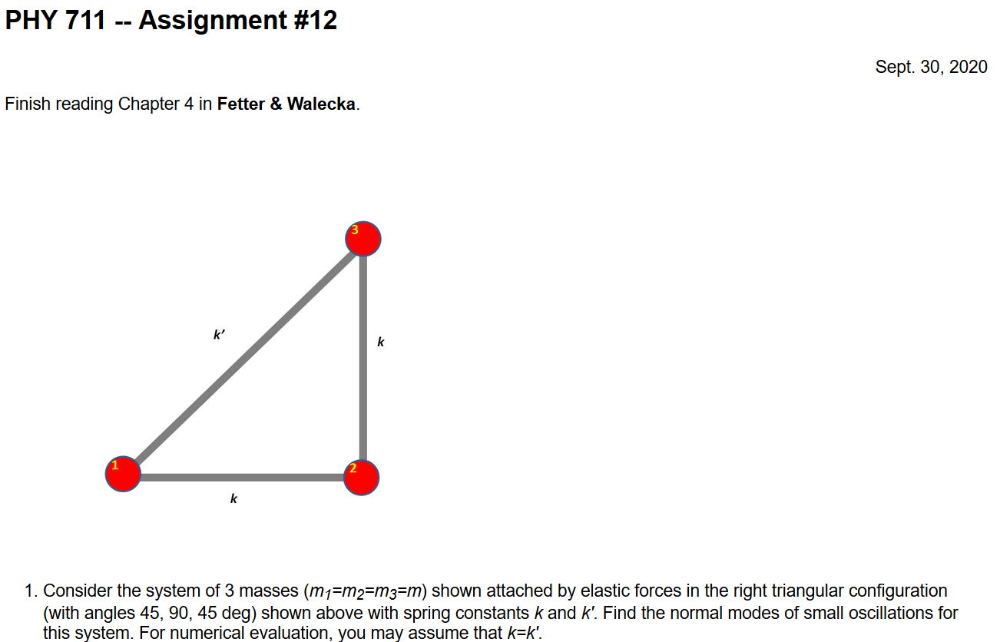 PHY 711 -- Assignment #12
Sept. 30, 2020
Finish reading Chapter 4 in Fetter & Walecka.
3
k′
k
1
2
k
1. Consider the system of 3 masses (m1=m2=m3=m) shown attached by elastic forces in the right triangular configuration
(with angles 45, 90, 45 deg) shown above with spring constants k and k'. Find the normal modes of small oscillations for
this system. For numerical evaluation, you may assume that k=k'.